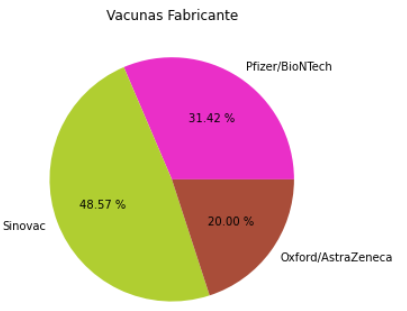 Vacunas Fabricante
Pfizer/BioNTech
31.42 %
48.57 %
Sinovac
20.00 %
Oxford/AstraZeneca